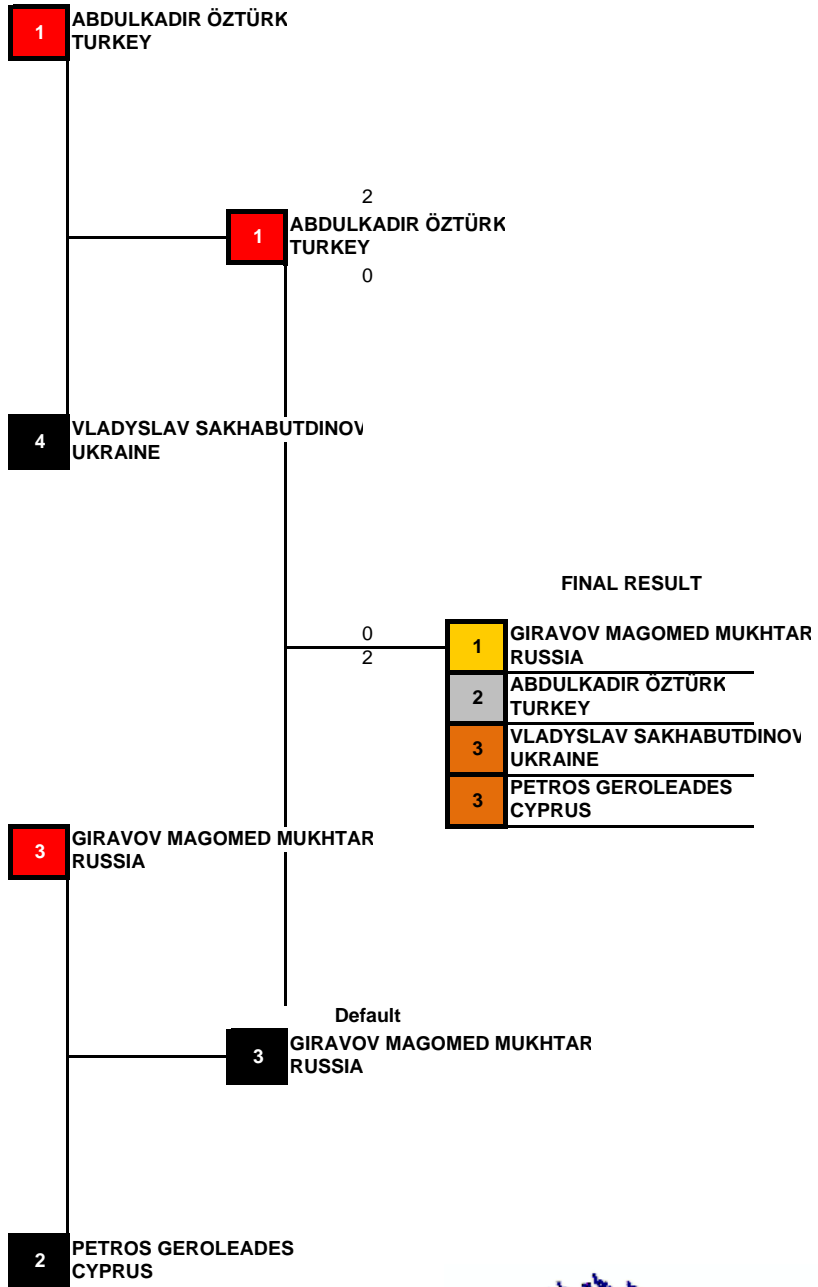 1 ABDULKADIR ÖZTÜRK
TURKEY
2
1 ABDULKADIR ÖZTÜRK
TURKEY
0
4 VLADYSLAV SAKHABUTDINOV
UKRAINE
FINAL RESULT
0
2
1 GIRAVOV MAGOMED MUKHTAR
RUSSIA
2 ABDULKADIR ÖZTÜRK
TURKEY
3 VLADYSLAV SAKHABUTDINOV
UKRAINE
3 PETROS GEROLEADES
CYPRUS
3 GIRAVOV MAGOMED MUKHTAR
RUSSIA
Default
3 GIRAVOV MAGOMED MUKHTAR
RUSSIA
2 PETROS GEROLEADES
CYPRUS